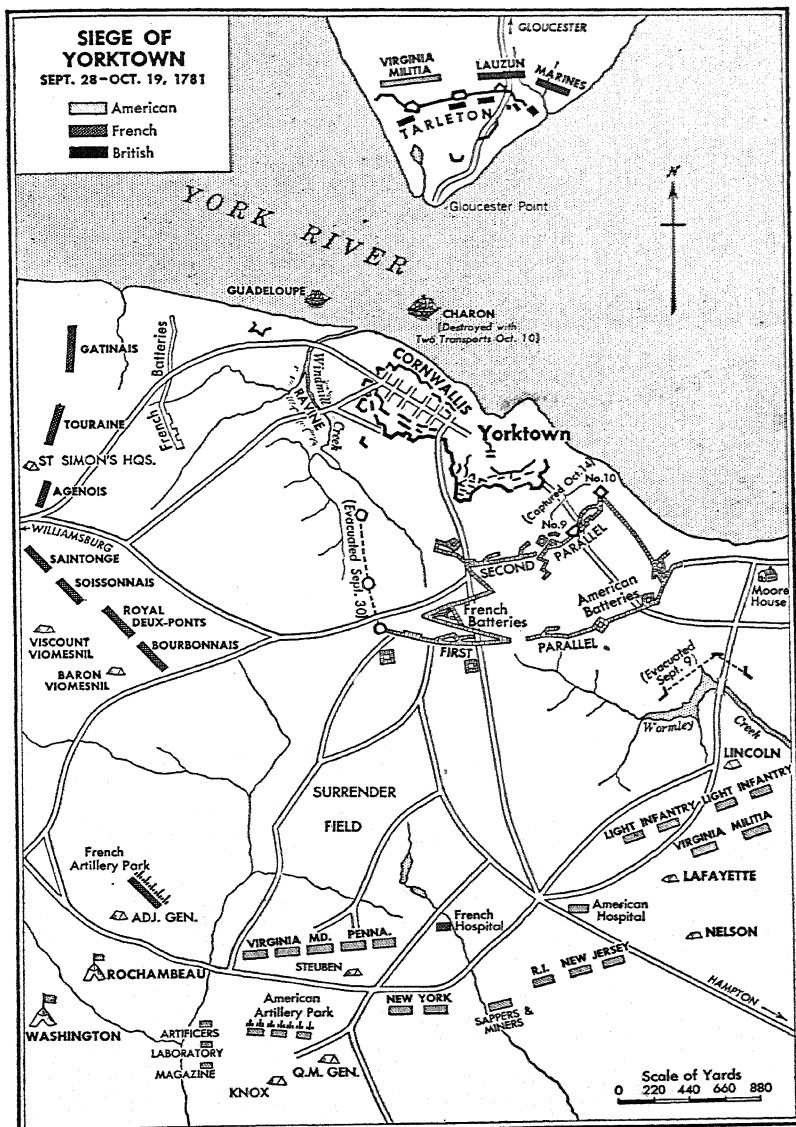 SIEGE OF
YORKTOWN
SEPT. 28–OCT. 19, 1781
American
French
British
GLOUCESTER
VIRGINIA
MILITIA
LAUZUN
MARINES
TARLETON
Gloucester Point
N
YORK RIVER
GUADELOUPE
CHARON
(Destroyed with
Two Transports Oct. 10)
GATINAIS
French Batteries
Windmill
Creek
RAVINE
CORNWALLIS
TOURAINE
Yorktown
ST SIMON'S HQS.
AGENOIS
(Captured Oct.14)
No.10
No.9
←WILLIAMSBURG
(Evacuated Sept. 30)
SAINTONGE
SOISSONNAIS
ROYAL
DEUX-PONTS
BOURBONNAIS
VISCOUNT
VIOMESNIL
BARON
VIOMESNIL
SECOND
PARALLEL
American
Batteries
Moore
House
French
Batteries
FIRST
PARALLEL
(Evacuated
Sept. 9)
Wormley
Creek
LINCOLN
LIGHT INFANTRY
LIGHT INFANTRY
VIRGINIA MILITIA
SURRENDER
FIELD
LAFAYETTE
French
Artillery Park
ADJ. GEN.
French
Hospital
American
Hospital
NELSON
VIRGINIA
MD.
PENNA.
STEUBEN
ROCHAMBEAU
R.I.
NEW JERSEY
HAMPTON →
WASHINGTON
American
Artillery Park
NEW YORK
SAPPERS &
MINERS
ARTIFICERS
LABORATORY
MAGAZINE
KNOX
Q.M. GEN.
Scale of Yards
0 220 440 660 880